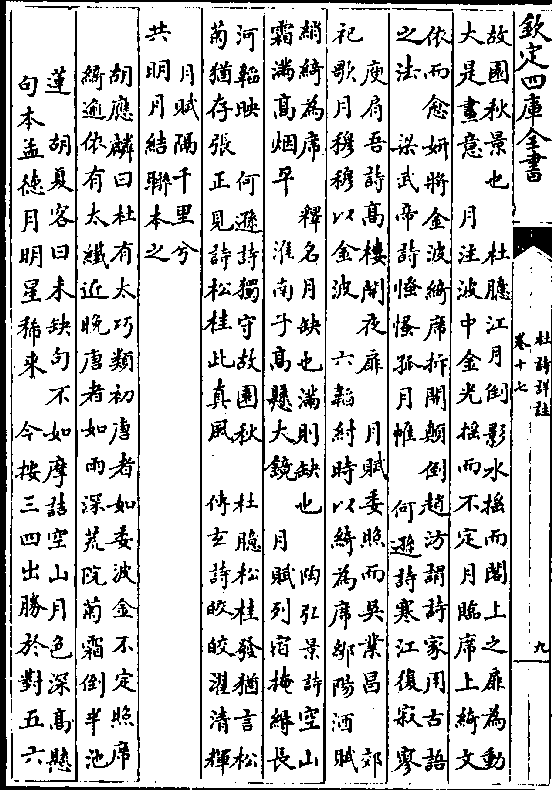 欽定四庫全書
杜詩詳註
卷十七
九
故園秋景也　杜臆江月倒影水搖而閣上之扉為動
大是畫意　月注波中金光搖而不定月臨席上綺文
依而愈妍將金波綺席拆開顛倒趙汸謂詩家用古語
之法　梁武帝詩慅慅孤月帷　何遜詩寒江復寂寥
庾肩吾詩高樓開夜扉　月賦委照而吳業昌　郊
祀歌月穆穆以金波　六韜紂時以綺為席鄒陽酒賦
綃綺為席　釋名月缺也滿則缺也　陶弘景詩空山
霜滿高烟平　淮南子高懸大鏡　月賦列宿掩縟長
河韜映　何遜詩獨守故園秋　杜臆松桂發猶言松
菊猶存張正見詩松桂此真風　傅玄詩皎皎濯清輝
月賦隔千里兮
共明月結聯本之
胡應麟曰杜有太巧類初唐者如委波金不定照席
綺逾依有太纖近晚唐者如雨深荒院菊霜倒半池
蓮　胡夏客曰未缺句不如摩詰空山月色深高懸
句本孟德月明星稀來　今按三四出勝於對五六